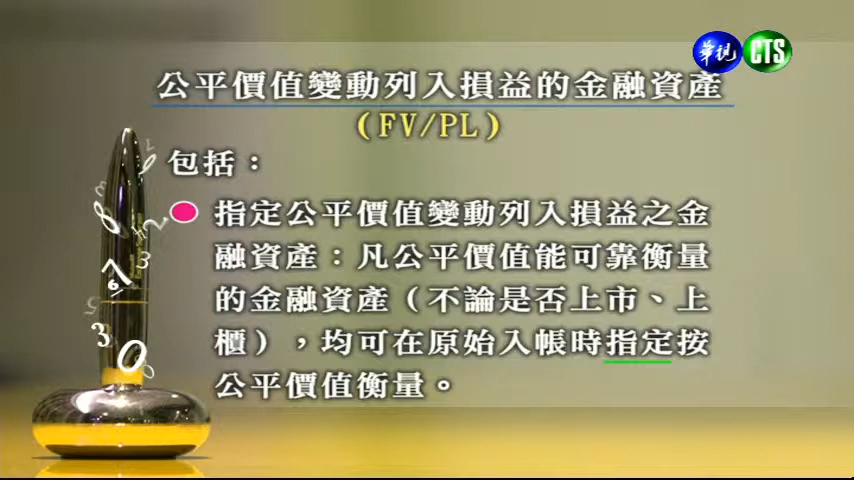 華視 CTS
公平價值變動列入損益的金融資產
(FV/PL)
包括：
指定公平價值變動列入損益之金
融資產：凡公平價值能可靠衡量
的金融資產（不論是否上市、上
櫃），均可在原始入帳時指定按
公平價值衡量。